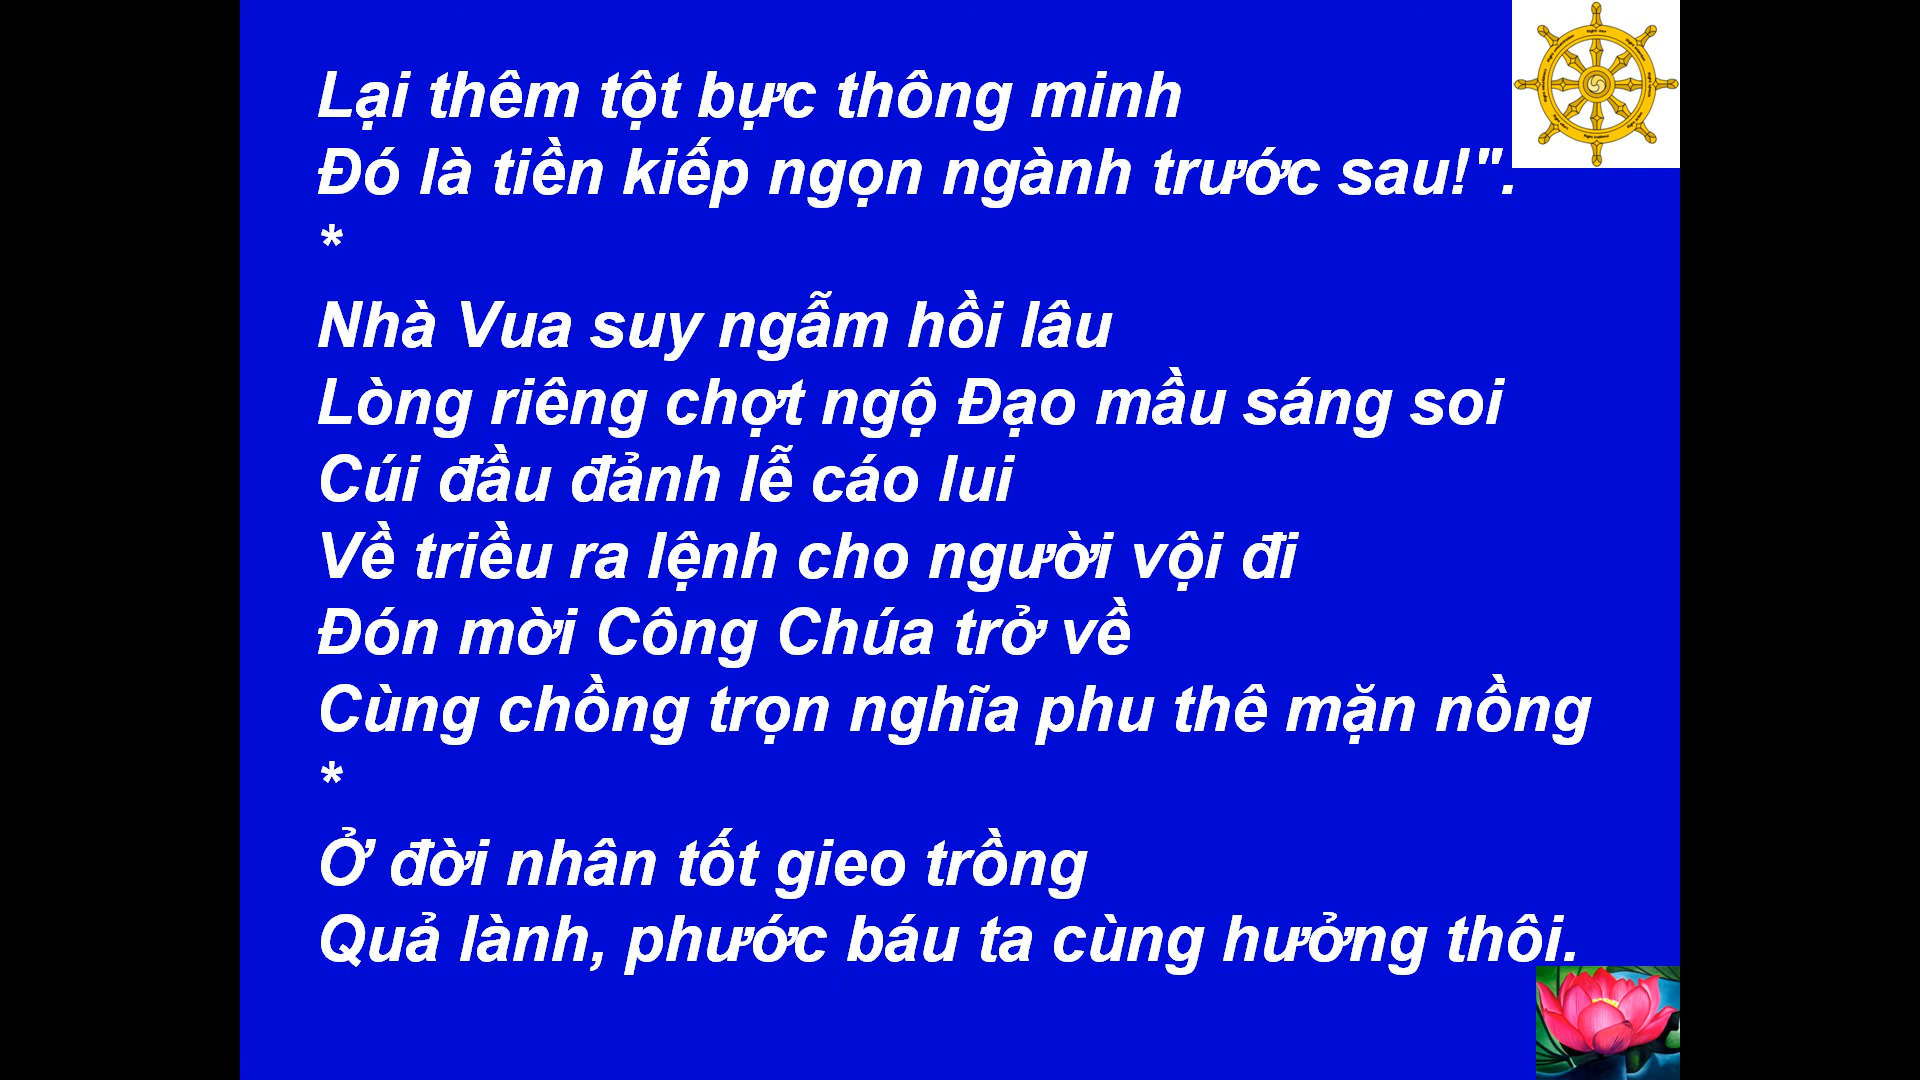 Lại thêm tột bực thông minh
Đó là tiền kiếp ngọn ngành trước sau!".
*
Nhà Vua suy ngẫm hồi lâu
Lòng riêng chợt ngộ Đạo mầu sáng soi
Cúi đầu đảnh lễ cáo lui
Về triều ra lệnh cho người vội đi
Đón mời Công Chúa trở về
Cùng chồng trọn nghĩa phu thê mặn nồng
*
Ở đời nhân tốt gieo trồng
Quả lành, phước báu ta cùng hưởng thôi.